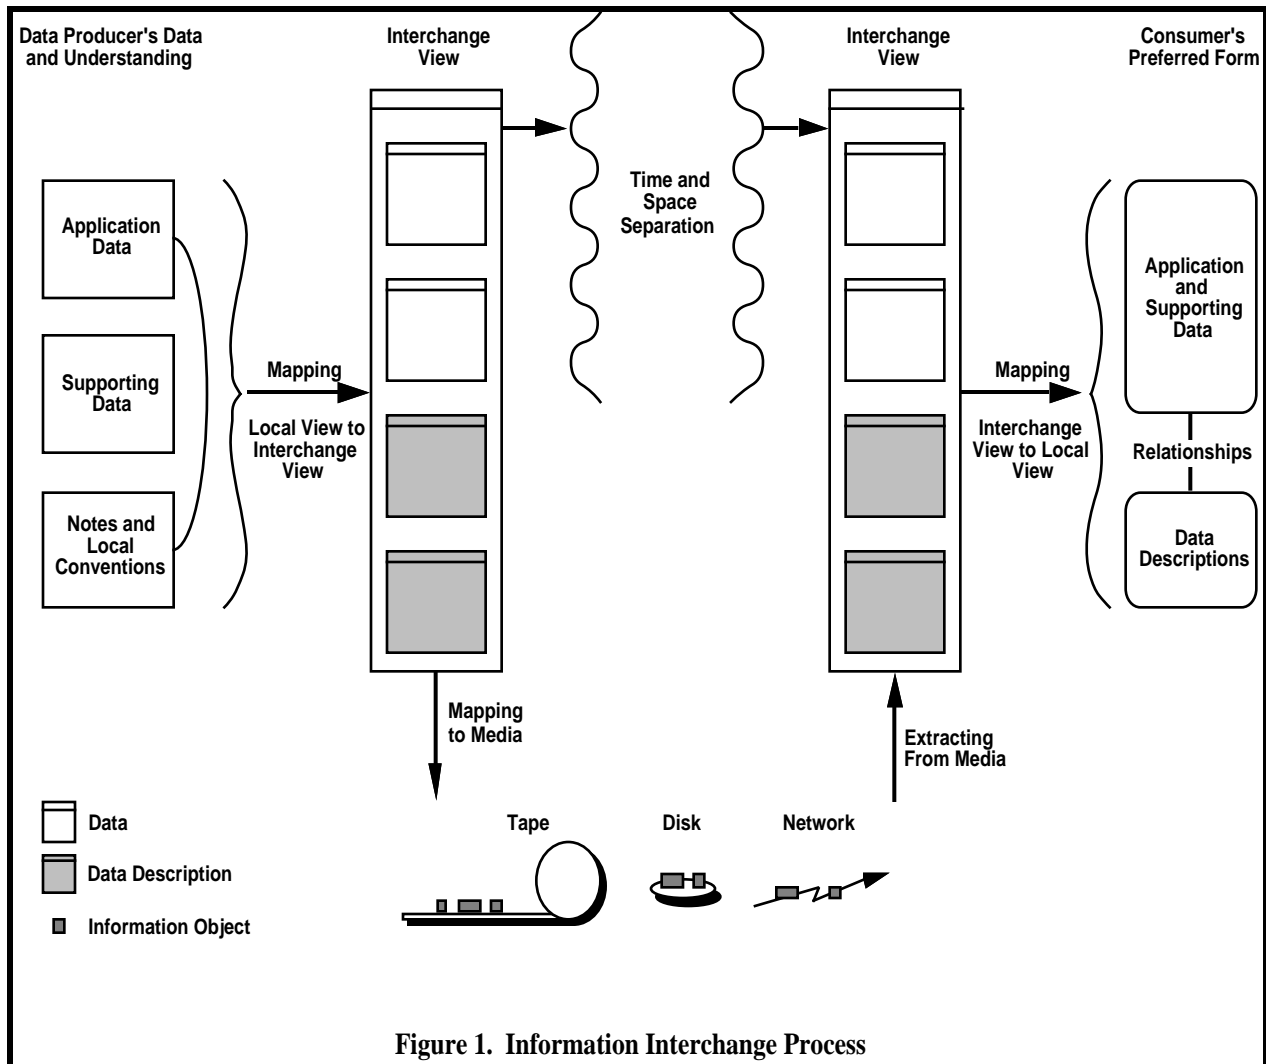 Data Producer's Data
and Understanding
Interchange
View
Interchange
View
Consumer's
Preferred Form
Application
Data
Supporting
Data
Notes and
Local
Conventions
Mapping
Local View to
Interchange
View
Time and
Space
Separation
Mapping
Interchange
View to Local
View
Application
and
Supporting
Data
Relationships
Data
Descriptions
Mapping
to Media
Extracting
From Media
Data
Data Description
Information Object
Tape
Disk
Network
Figure 1. Information Interchange Process